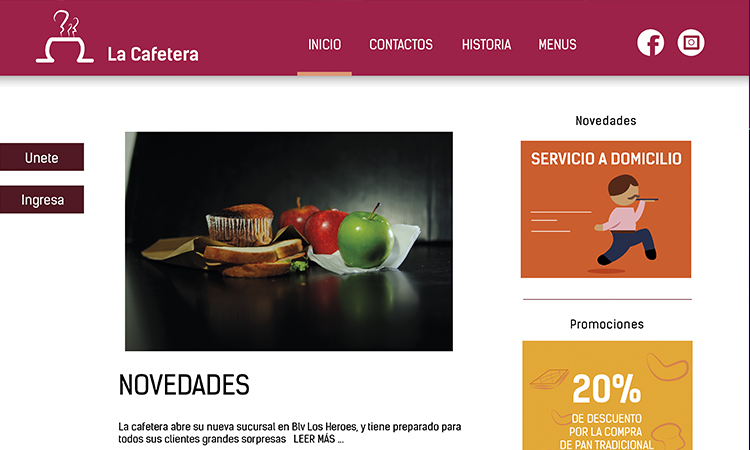 La Cafetera
INICIO
CONTACTOS
HISTORIA
MENUS
Unete
Ingresa
NOVEDADES
La cafetera abre su nueva sucursal en Blv Los Heroes, y tiene preparado para
todos sus clientes grandes sorpresas LEER MÁS ...
Novedades
SERVICIO A DOMICILIO
Promociones
20%
DE DESCUENTO
POR LA COMPRA
DE PAN TRADICIONAL